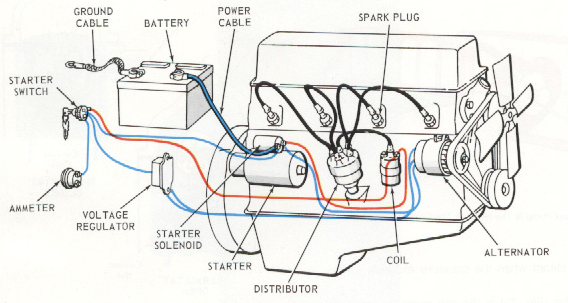 GROUND
CABLE
BATTERY
POWER
CABLE
SPARK PLUG
STARTER
SWITCH
AMMETER
VOLTAGE
REGULATOR
STARTER
SOLENOID
STARTER
DISTRIBUTOR
COIL
ALTERNATOR